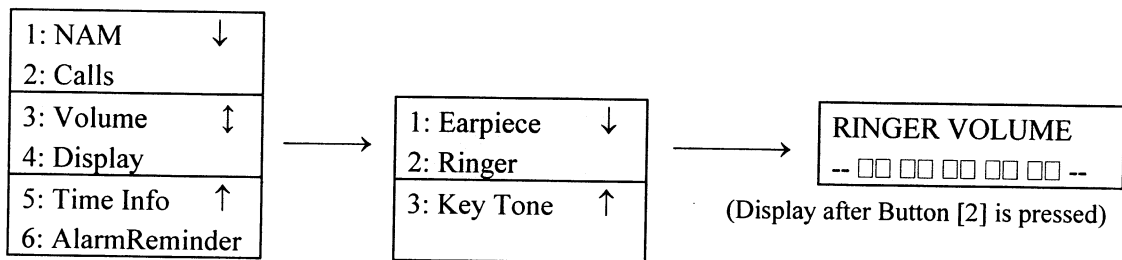 1: NAM ↓
2: Calls
3: Volume ↕
4: Display
5: Time Info ↑
6: AlarmReminder
1: Earpiece ↓
2: Ringer
3: Key Tone ↑
RINGER VOLUME
-- □□ □□ □□ □□ □□ --
(Display after Button [2] is pressed)